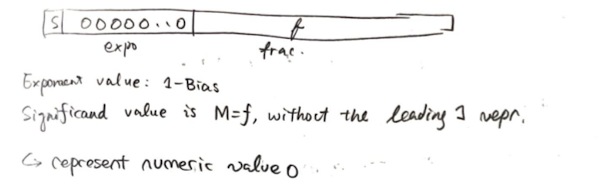 S 00000..0 f
expo frac.
Exponent value: 1-Bias
Significand value is M=f, without the leading 1 repr.
↳ represent numeric value 0